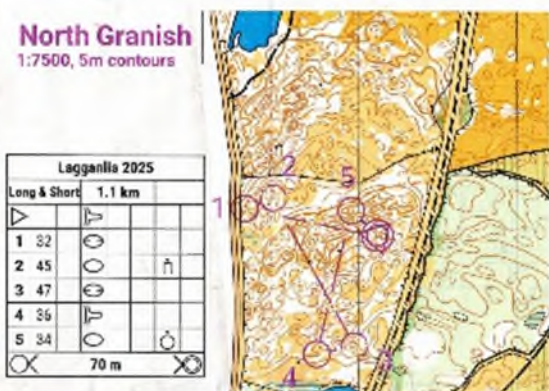 North Granish
1:7500, 5m contours
Lagganlia 2025
Long & Short 1.1 km
1 32
2 45
3 47
4 36
5 34
70 m
1
2
5
4
3